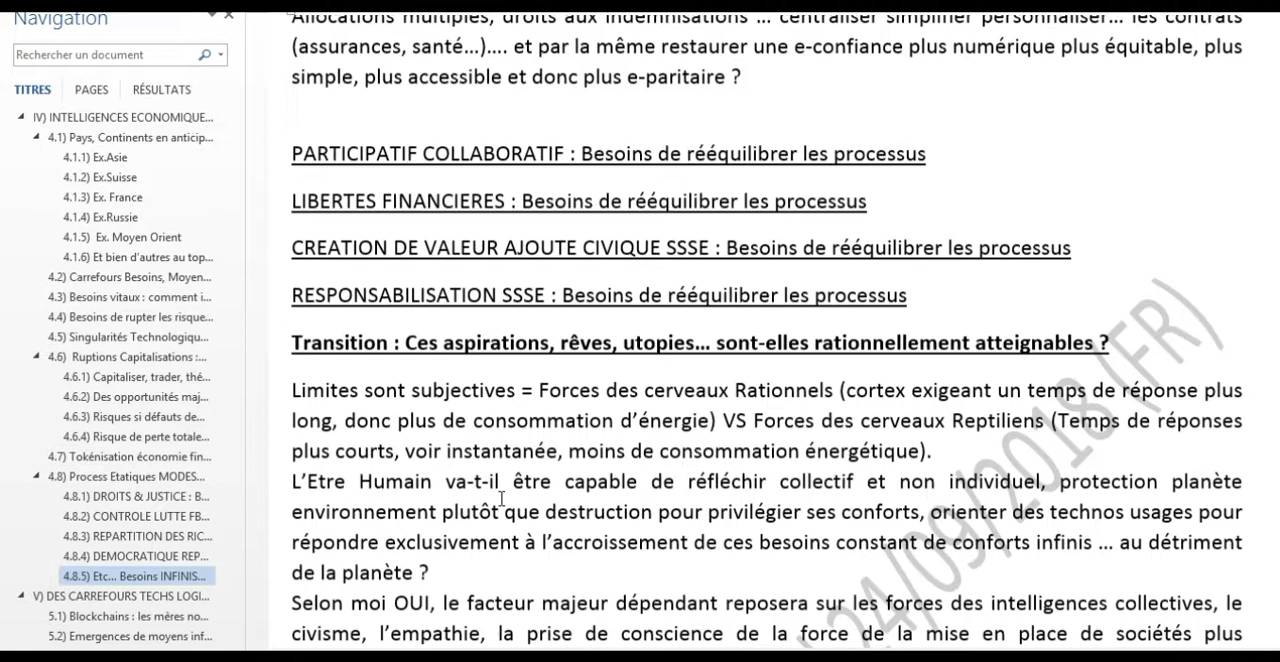 Navigation
Rechercher un document
TITRES PAGES RÉSULTATS
IV) INTELLIGENCES ECONOMIQUE...
4.1) Pays, Continents en anticip...
4.1.1) Ex.Asie
4.1.2) Ex.Suisse
4.1.3) Ex. France
4.1.4) Ex.Russie
4.1.5) Ex. Moyen Orient
4.1.6) Et bien d'autres au top...
4.2) Carrefours Besoins, Moyen...
4.3) Besoins vitaux : comment i...
4.4) Besoins de rupter les risque...
4.5) Singularités Technologiqu...
4.6) Ruptions Capitalisations :...
4.6.1) Capitaliser, trader, thé...
4.6.2) Des opportunités maj...
4.6.3) Risques si défauts de...
4.6.4) Risque de perte totale...
4.7) Tokénisation économie fin...
4.8) Process Etatiques MODES...
4.8.1) DROITS & JUSTICE : B...
4.8.2) CONTROLE LUTTE FB...
4.8.3) REPARTITION DES RIC...
4.8.4) DEMOCRATIQUE REP...
4.8.5) Etc... Besoins INFINIS...
V) DES CARREFOURS TECHS LOGI...
5.1) Blockchains : les mères no...
5.2) Emergences de moyens inf...
Allocations multiples, droits aux indemnisations ... centraliser simplifier personnaliser... les contrats
(assurances, santé...).... et par la même restaurer une e-confiance plus numérique plus équitable, plus
simple, plus accessible et donc plus e-paritaire ?
PARTICIPATIF COLLABORATIF : Besoins de rééquilibrer les processus
LIBERTES FINANCIERES : Besoins de rééquilibrer les processus
CREATION DE VALEUR AJOUTE CIVIQUE SSSE : Besoins de rééquilibrer les processus
RESPONSABILISATION SSSE : Besoins de rééquilibrer les processus
Transition : Ces aspirations, rêves, utopies... sont-elles rationnellement atteignables ?
Limites sont subjectives = Forces des cerveaux Rationnels (cortex exigeant un temps de réponse plus
long, donc plus de consommation d'énergie) VS Forces des cerveaux Reptiliens (Temps de réponses
plus courts, voir instantanée, moins de consommation énergétique).
L'Etre Humain va-t-il être capable de réfléchir collectif et non individuel, protection planète
environnement plutôt que destruction pour privilégier ses conforts, orienter des technos usages pour
répondre exclusivement à l'accroissement de ces besoins constant de conforts infinis ... au détriment
de la planète ?
Selon moi OUI, le facteur majeur dépendant reposera sur les forces des intelligences collectives, le
civisme, l'empathie, la prise de conscience de la force de la mise en place de sociétés plus
24/09/2018 (FR)